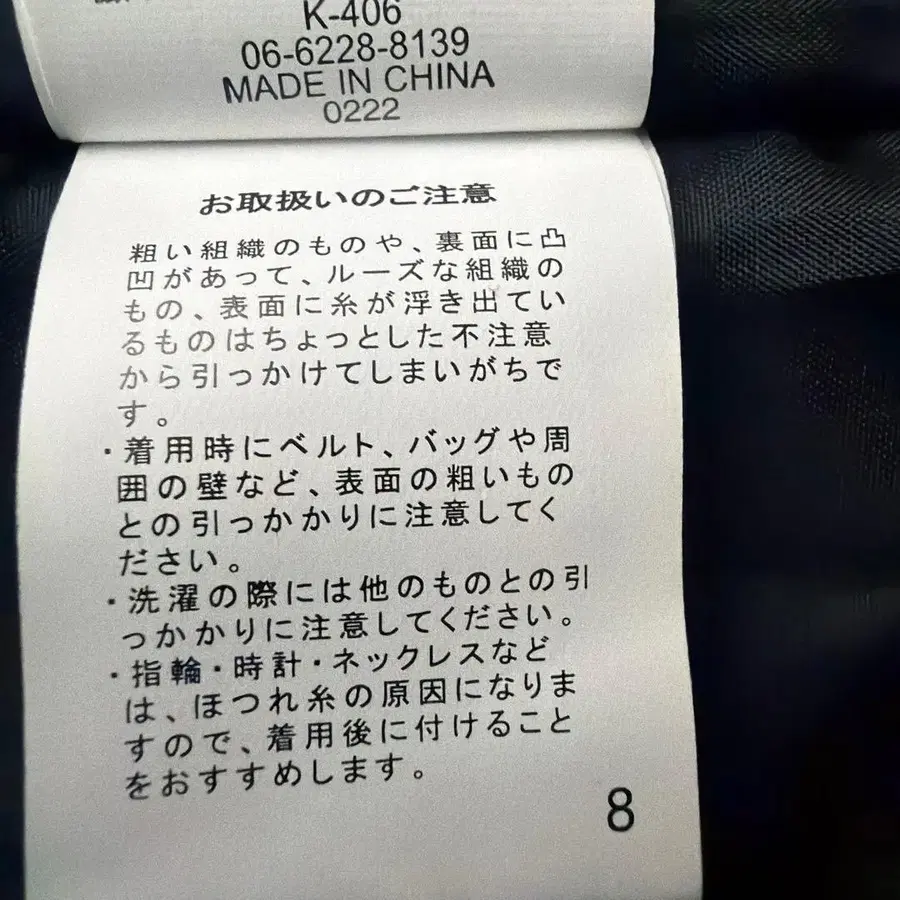 K-406
06-6228-8139
MADE IN CHINA
0222
お取扱いのご注意
粗い組織のものや、裏面に凸
凹があって、ルーズな組織の
もの、表面に糸が浮き出てい
るものはちょっとした不注意
から引っかけてしまいがちで
す。
・着用時にベルト、バッグや周
囲の壁など、表面の粗いもの
との引っかかりに注意してく
ださい。
・洗濯の際には他のものとの引
っかかりに注意してください。
・指輪・時計・ネックレスなど
は、ほつれ糸の原因になりま
すので、着用後に付けること
をおすすめします。
8